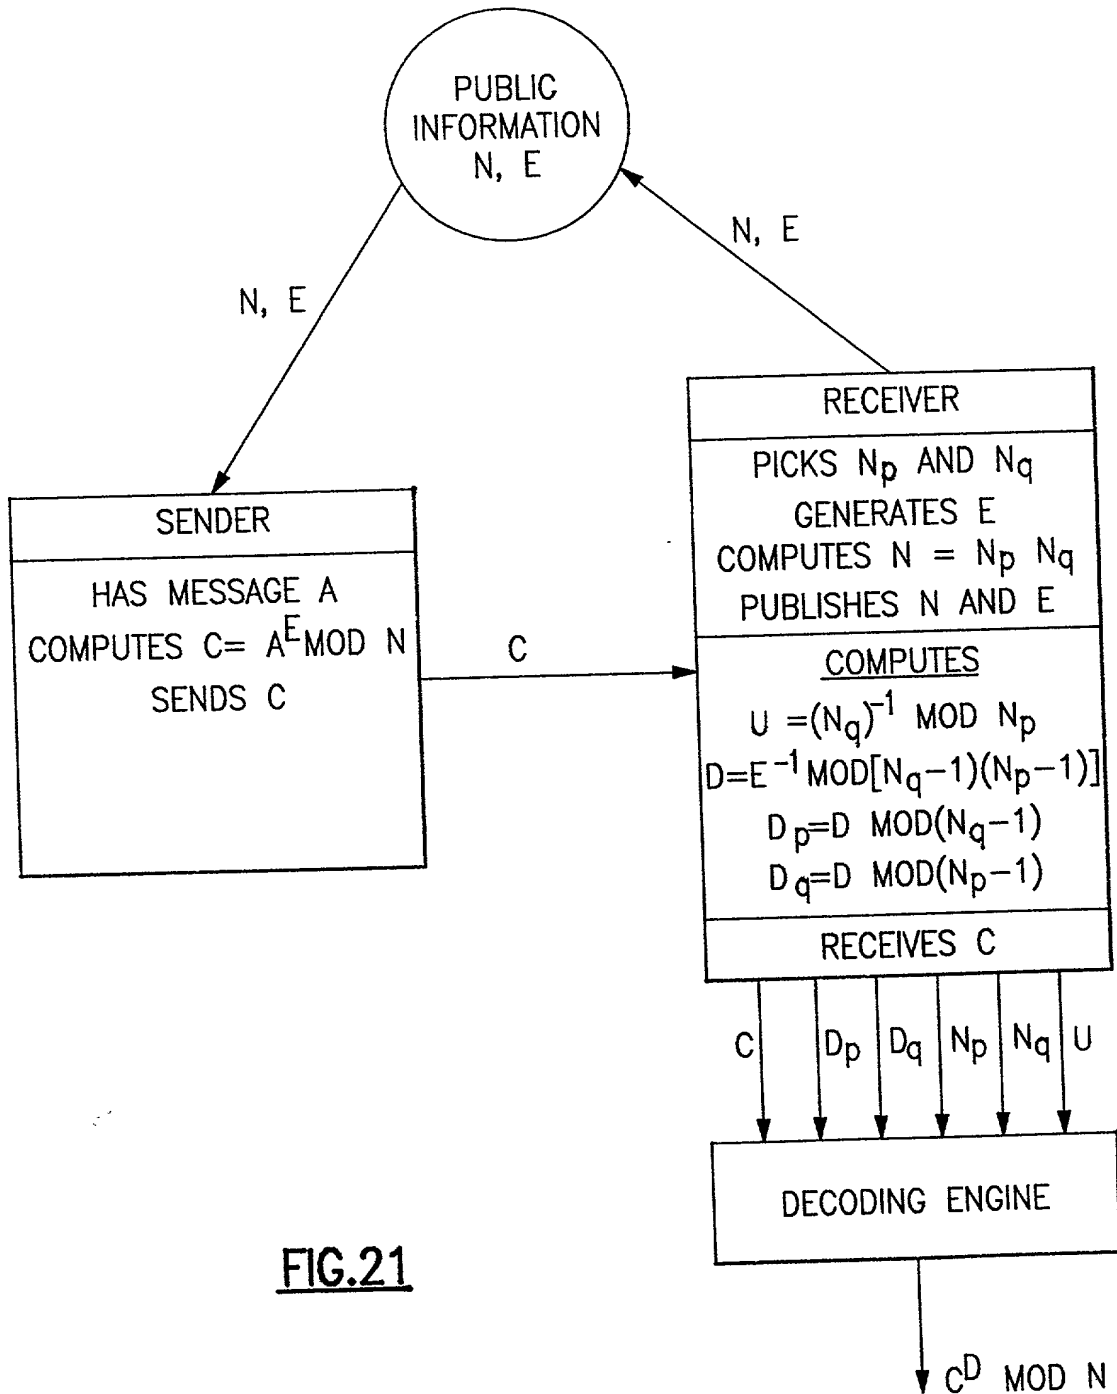 PUBLIC
INFORMATION
N, E
N, E
N, E
SENDER
HAS MESSAGE A
COMPUTES C= A^E MOD N
SENDS C
C
RECEIVER
PICKS Np AND Nq
GENERATES E
COMPUTES N = Np Nq
PUBLISHES N AND E
COMPUTES
U =(Nq)^-1 MOD Np
D=E^-1 MOD[Nq-1)(Np-1)]
Dp=D MOD(Nq-1)
Dq=D MOD(Np-1)
RECEIVES C
C Dp Dq Np Nq U
DECODING ENGINE
C^D MOD N
FIG.21